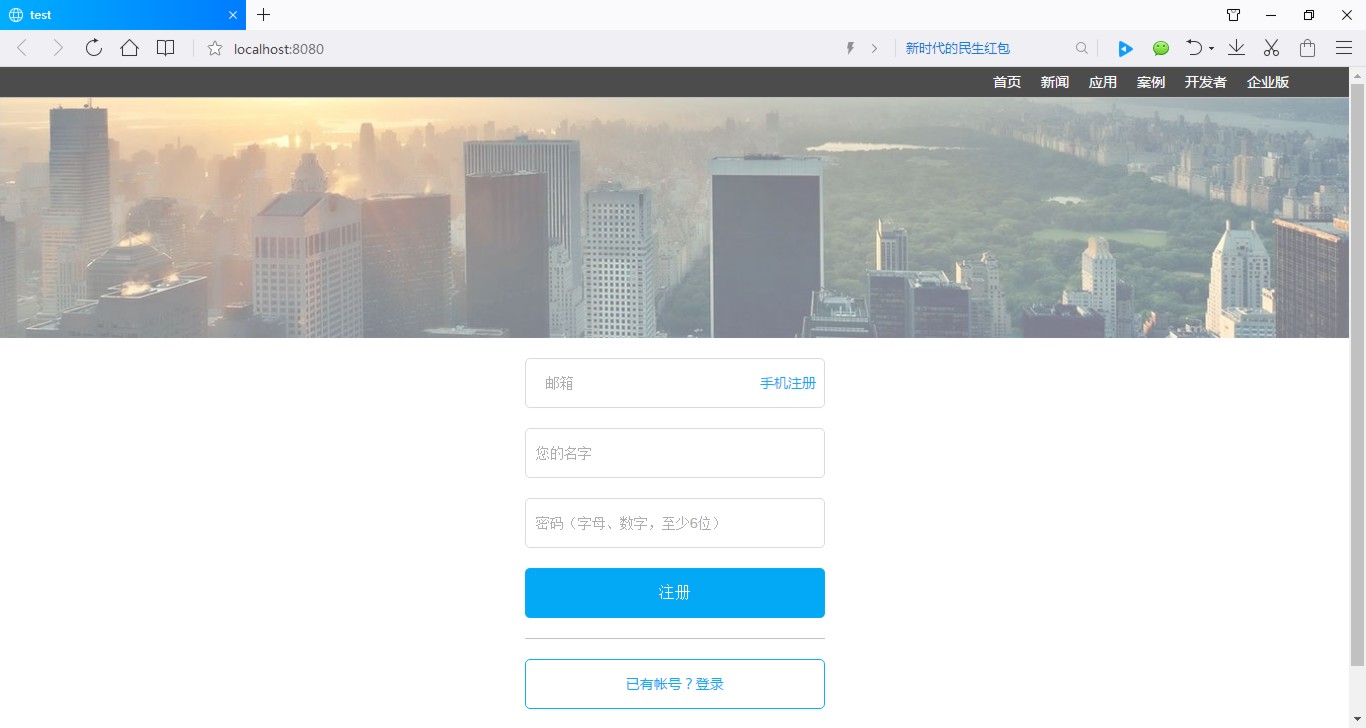 test
localhost:8080
新时代的民生红包
首页 新闻 应用 案例 开发者 企业版
邮箱 手机注册
您的名字
密码（字母、数字，至少6位）
注册
已有帐号？登录